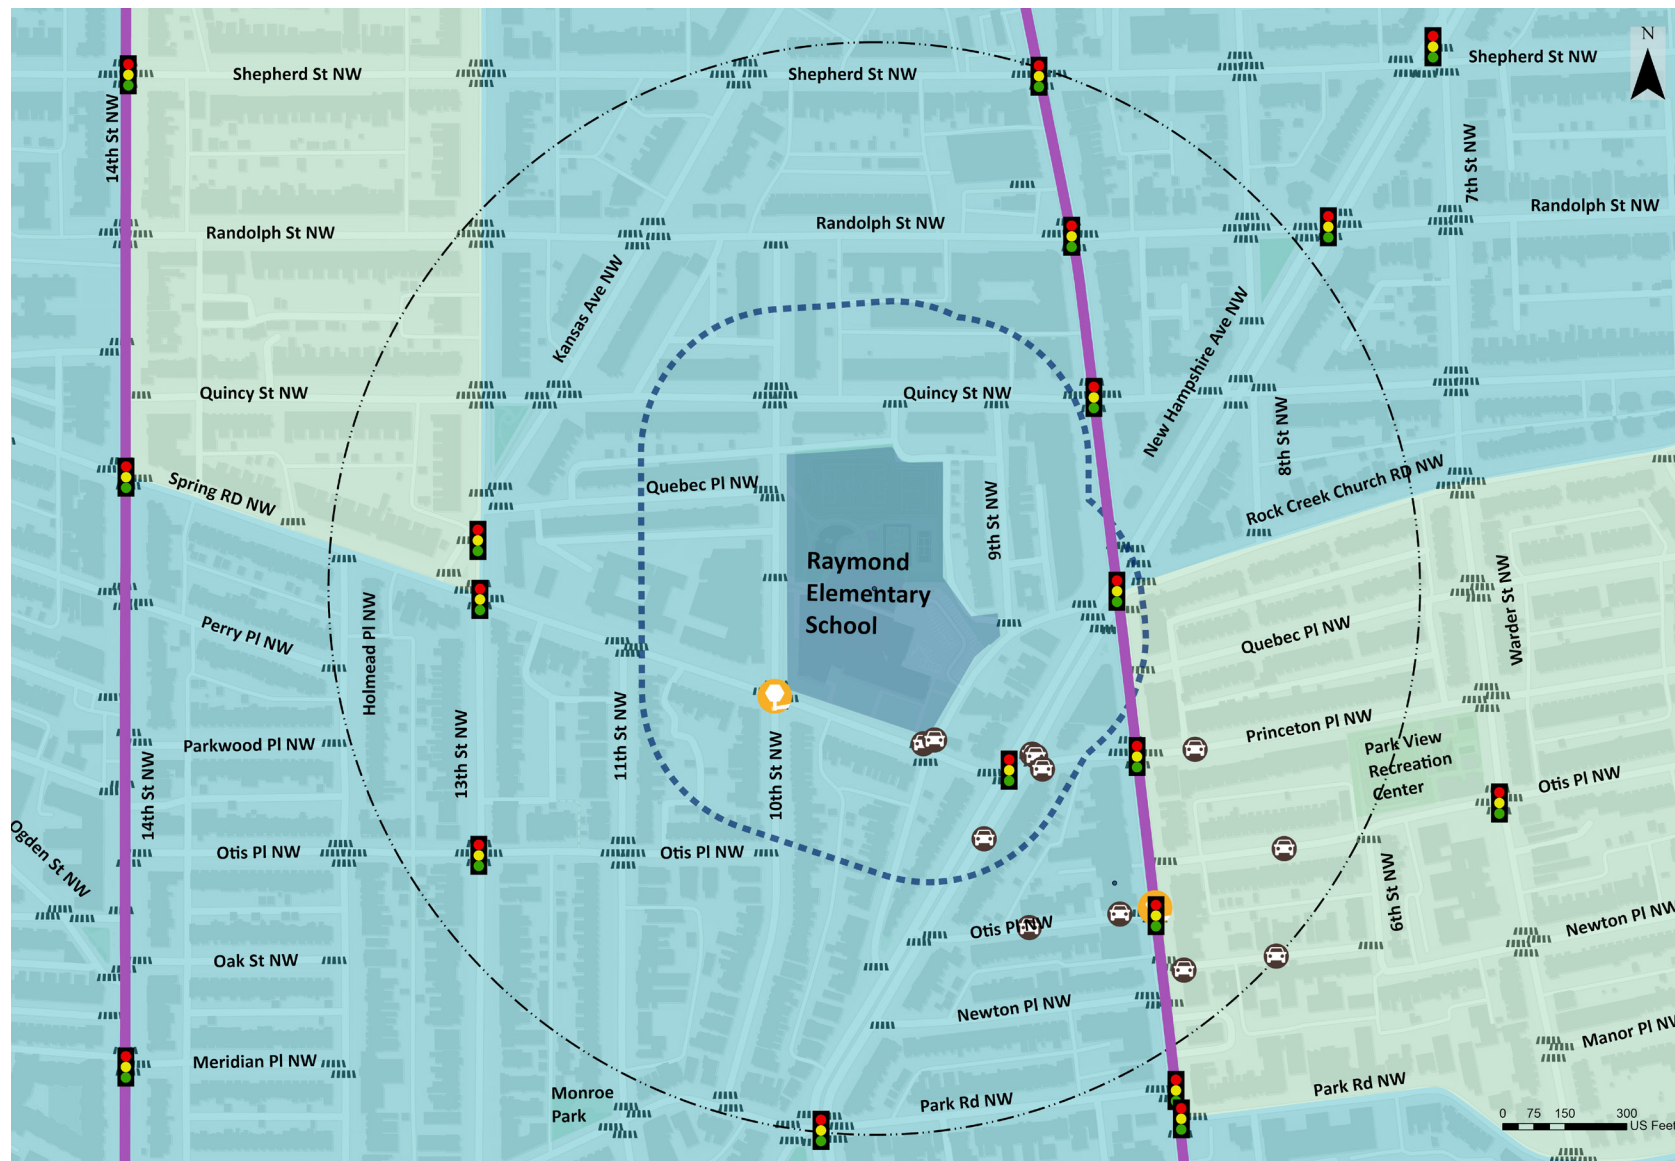 N
Shepherd St NW
Shepherd St NW
Shepherd St NW
14th St NW
7th St NW
Randolph St NW
Randolph St NW
Randolph St NW
Kansas Ave NW
New Hampshire Ave NW
Quincy St NW
Quincy St NW
8th St NW
Spring RD NW
Quebec Pl NW
9th St NW
Rock Creek Church RD NW
Raymond
Elementary
School
Perry Pl NW
Holmead Pl NW
Quebec Pl NW
Warder St NW
Parkwood Pl NW
14th St NW
13th St NW
11th St NW
10th St NW
Princeton Pl NW
Park View
Recreation
Center
Otis Pl NW
Ogden St NW
Otis Pl NW
Otis Pl NW
6th St NW
Otis Pl NW
Newton Pl NW
Oak St NW
Newton Pl NW
Manor Pl NW
Meridian Pl NW
Monroe
Park
Park Rd NW
Park Rd NW
0 75 150 300
US Feet